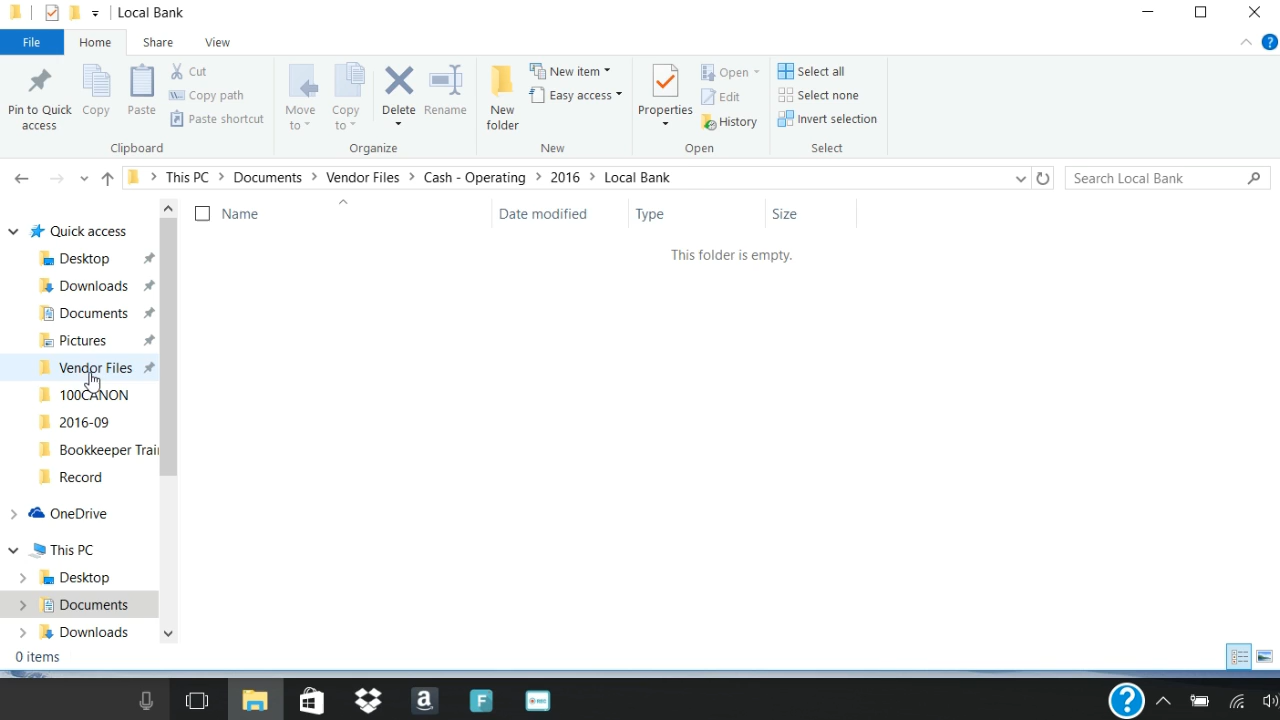 Local Bank
File Home Share View
Pin to Quick access
Copy
Paste
Cut
Copy path
Paste shortcut
Clipboard
Move to
Copy to
Delete
Rename
Organize
New folder
New item
Easy access
New
Properties
Open
Edit
History
Open
Select all
Select none
Invert selection
Select
This PC > Documents > Vendor Files > Cash - Operating > 2016 > Local Bank
Search Local Bank
Name Date modified Type Size
This folder is empty.
Quick access
Desktop
Downloads
Documents
Pictures
Vendor Files
100CANON
2016-09
Bookkeeper Trai
Record
OneDrive
This PC
Desktop
Documents
Downloads
0 items